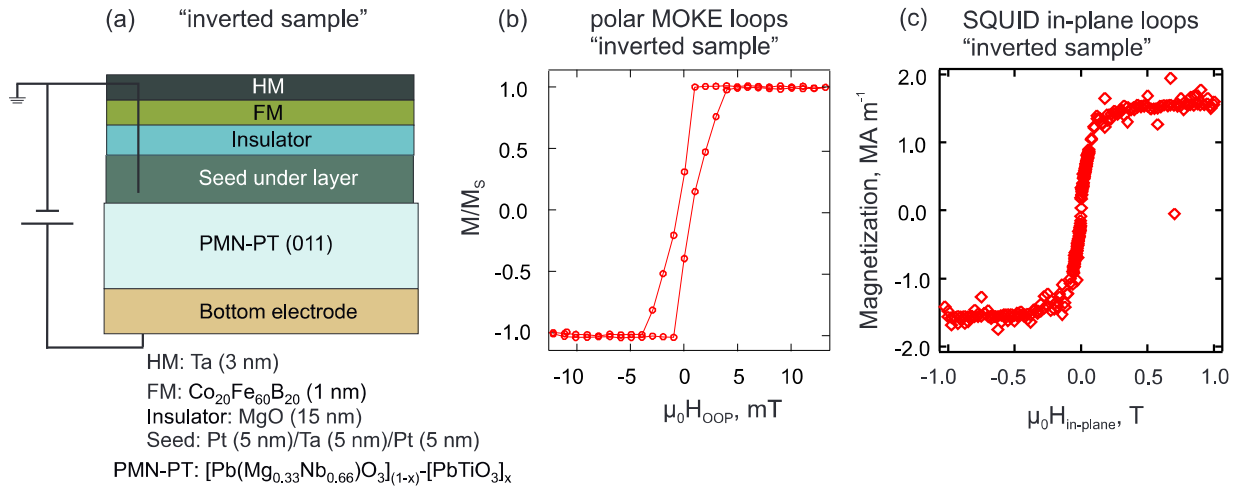 (a) "inverted sample"
HM
FM
Insulator
Seed under layer
PMN-PT (011)
Bottom electrode
HM: Ta (3 nm)
FM: Co₂₀Fe₆₀B₂₀ (1 nm)
Insulator: MgO (15 nm)
Seed: Pt (5 nm)/Ta (5 nm)/Pt (5 nm)
PMN-PT: [Pb(Mg₀.₃₃Nb₀.₆₆)O₃]₍₁₋ₓ₎-[PbTiO₃]ₓ
(b) polar MOKE loops
"inverted sample"
M/Mₛ
1.0
0.5
0.0
-0.5
-1.0
-10 -5 0 5 10
μ₀H_OOP, mT
(c) SQUID in-plane loops
"inverted sample"
Magnetization, MA m⁻¹
2.0
1.0
0.0
-1.0
-2.0
-1.0 -0.5 0.0 0.5 1.0
μ₀H_in-plane, T